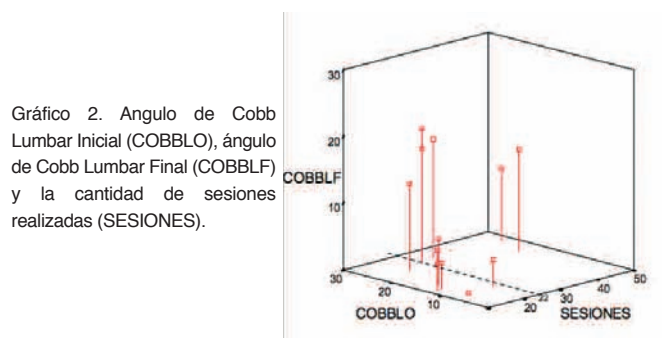 Gráfico 2. Angulo de Cobb
Lumbar Inicial (COBBLO), ángulo
de Cobb Lumbar Final (COBBLF)
y la cantidad de sesiones
realizadas (SESIONES).
30
20
COBBLF
10
30
20
10
COBBLO
20
22
30
40
50
SESIONES